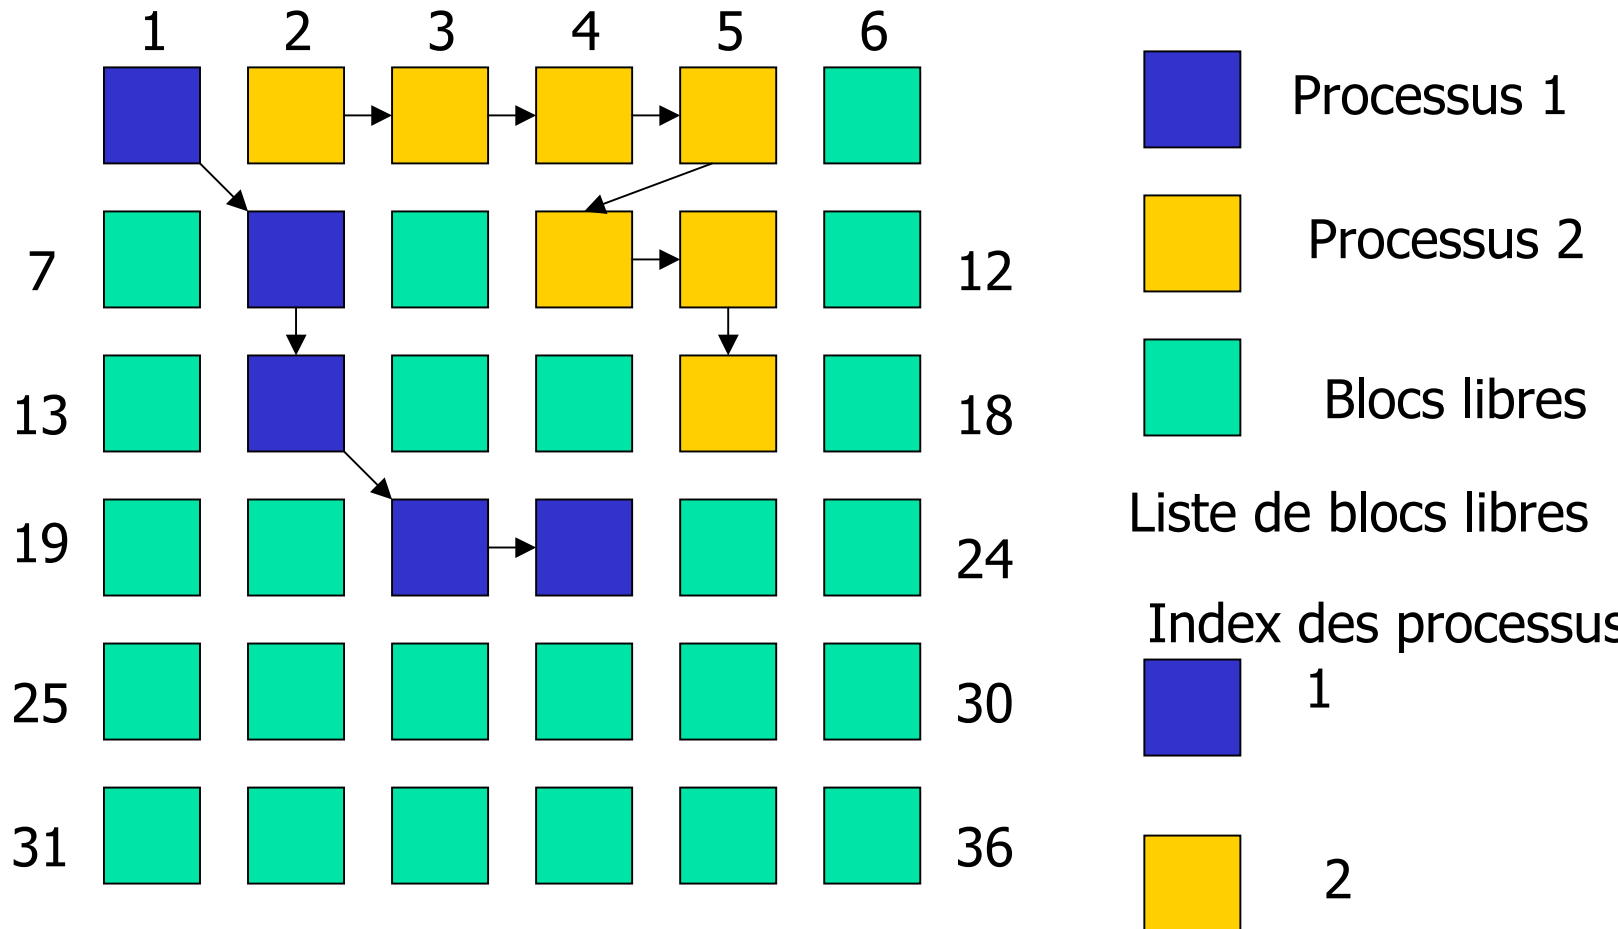 1 2 3 4 5 6
Processus 1
Processus 2
7 12
Blocs libres
13 18
Liste de blocs libres
19 24
Index des processus
1
25 30
31 36
2